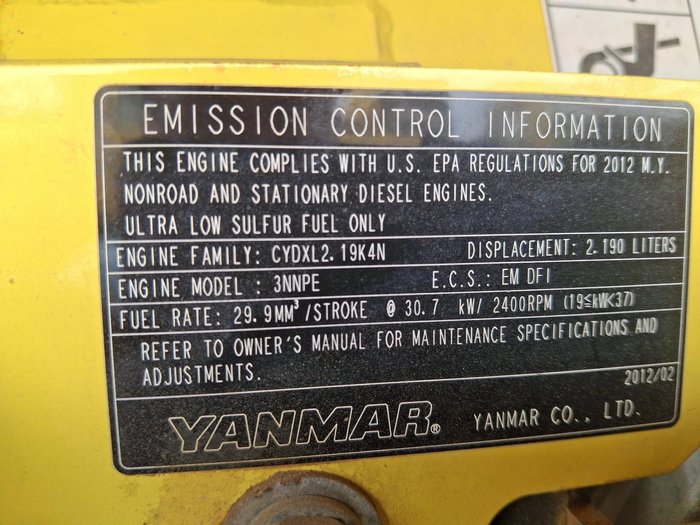 EMISSION CONTROL INFORMATION
THIS ENGINE COMPLIES WITH U.S. EPA REGULATIONS FOR 2012 M.Y.
NONROAD AND STATIONARY DIESEL ENGINES.
ULTRA LOW SULFUR FUEL ONLY
ENGINE FAMILY: CYDXL2.19K4N DISPLACEMENT: 2.190 LITERS
ENGINE MODEL : 3NNPE E.C.S.: EM DFI
FUEL RATE: 29.9MM³/STROKE @ 30.7 kW/ 2400RPM (19≦kW<37)
REFER TO OWNER'S MANUAL FOR MAINTENANCE SPECIFICATIONS AND
ADJUSTMENTS.
2012/02
YANMAR® YANMAR CO., LTD.